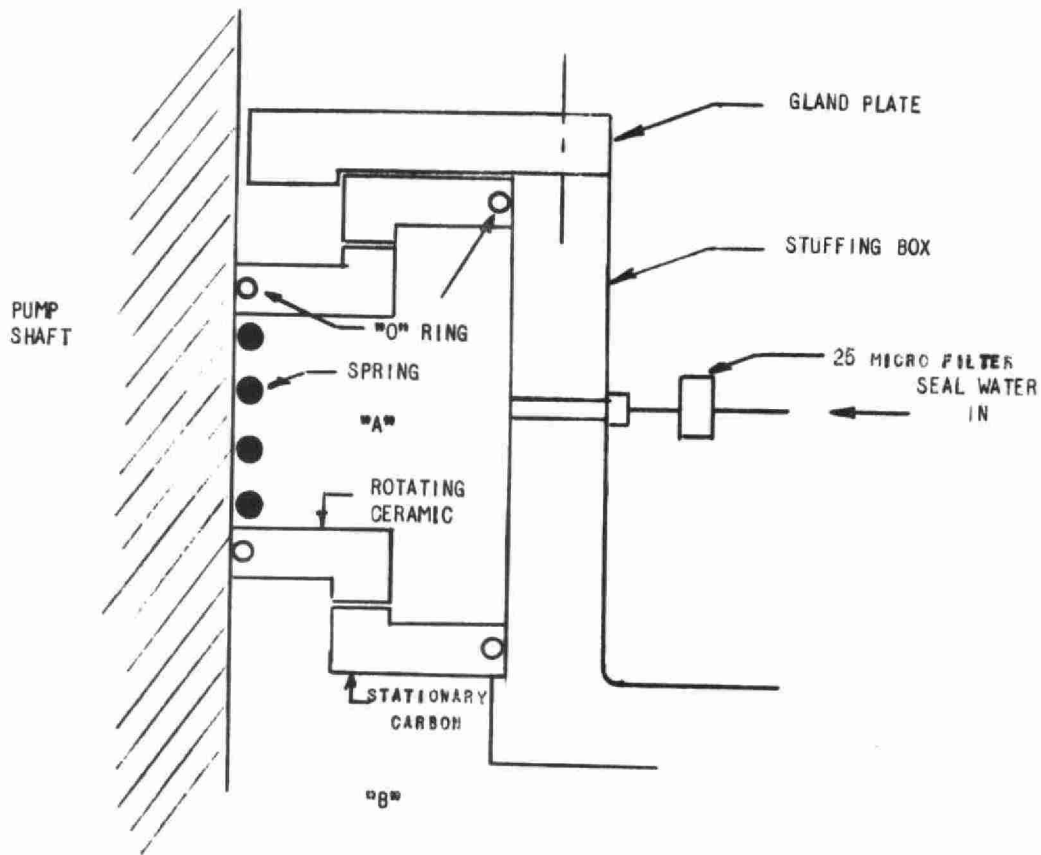 GLAND PLATE
STUFFING BOX
PUMP
SHAFT
"O" RING
25 MICRO FILTER
SEAL WATER
IN
SPRING
"A"
ROTATING
CERAMIC
STATIONARY
CARBON
"B"